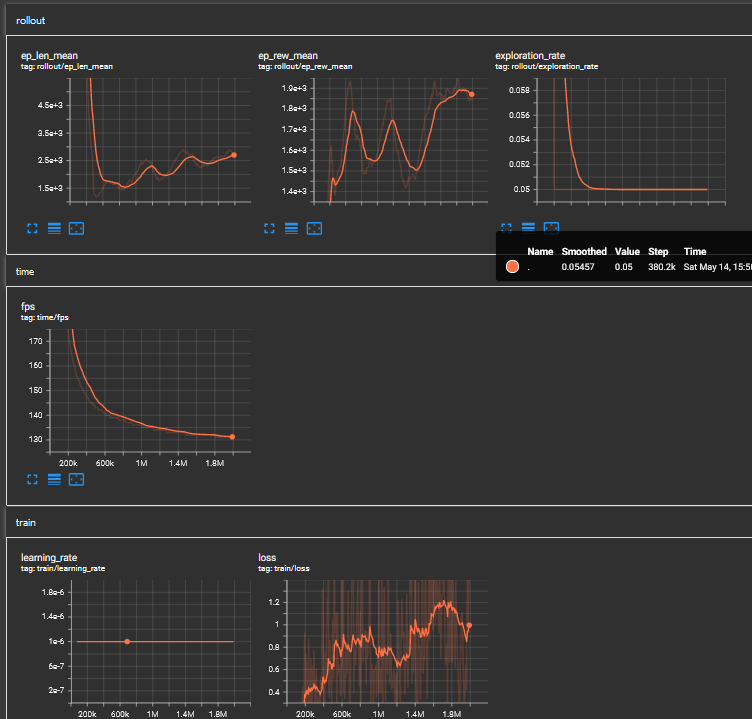 rollout
ep_len_mean
tag: rollout/ep_len_mean
4.5e+3
3.5e+3
2.5e+3
1.5e+3
ep_rew_mean
tag: rollout/ep_rew_mean
1.9e+3
1.8e+3
1.7e+3
1.6e+3
1.5e+3
1.4e+3
exploration_rate
tag: rollout/exploration_rate
0.058
0.056
0.054
0.052
0.05
Name Smoothed Value Step Time
. 0.05457 0.05 380.2k Sat May 14, 15:5
time
fps
tag: time/fps
170
160
150
140
130
200k 600k 1M 1.4M 1.8M
train
learning_rate
tag: train/learning_rate
1.8e-6
1.4e-6
1e-6
6e-7
2e-7
200k 600k 1M 1.4M 1.8M
loss
tag: train/loss
1.2
1
0.8
0.6
0.4
200k 600k 1M 1.4M 1.8M